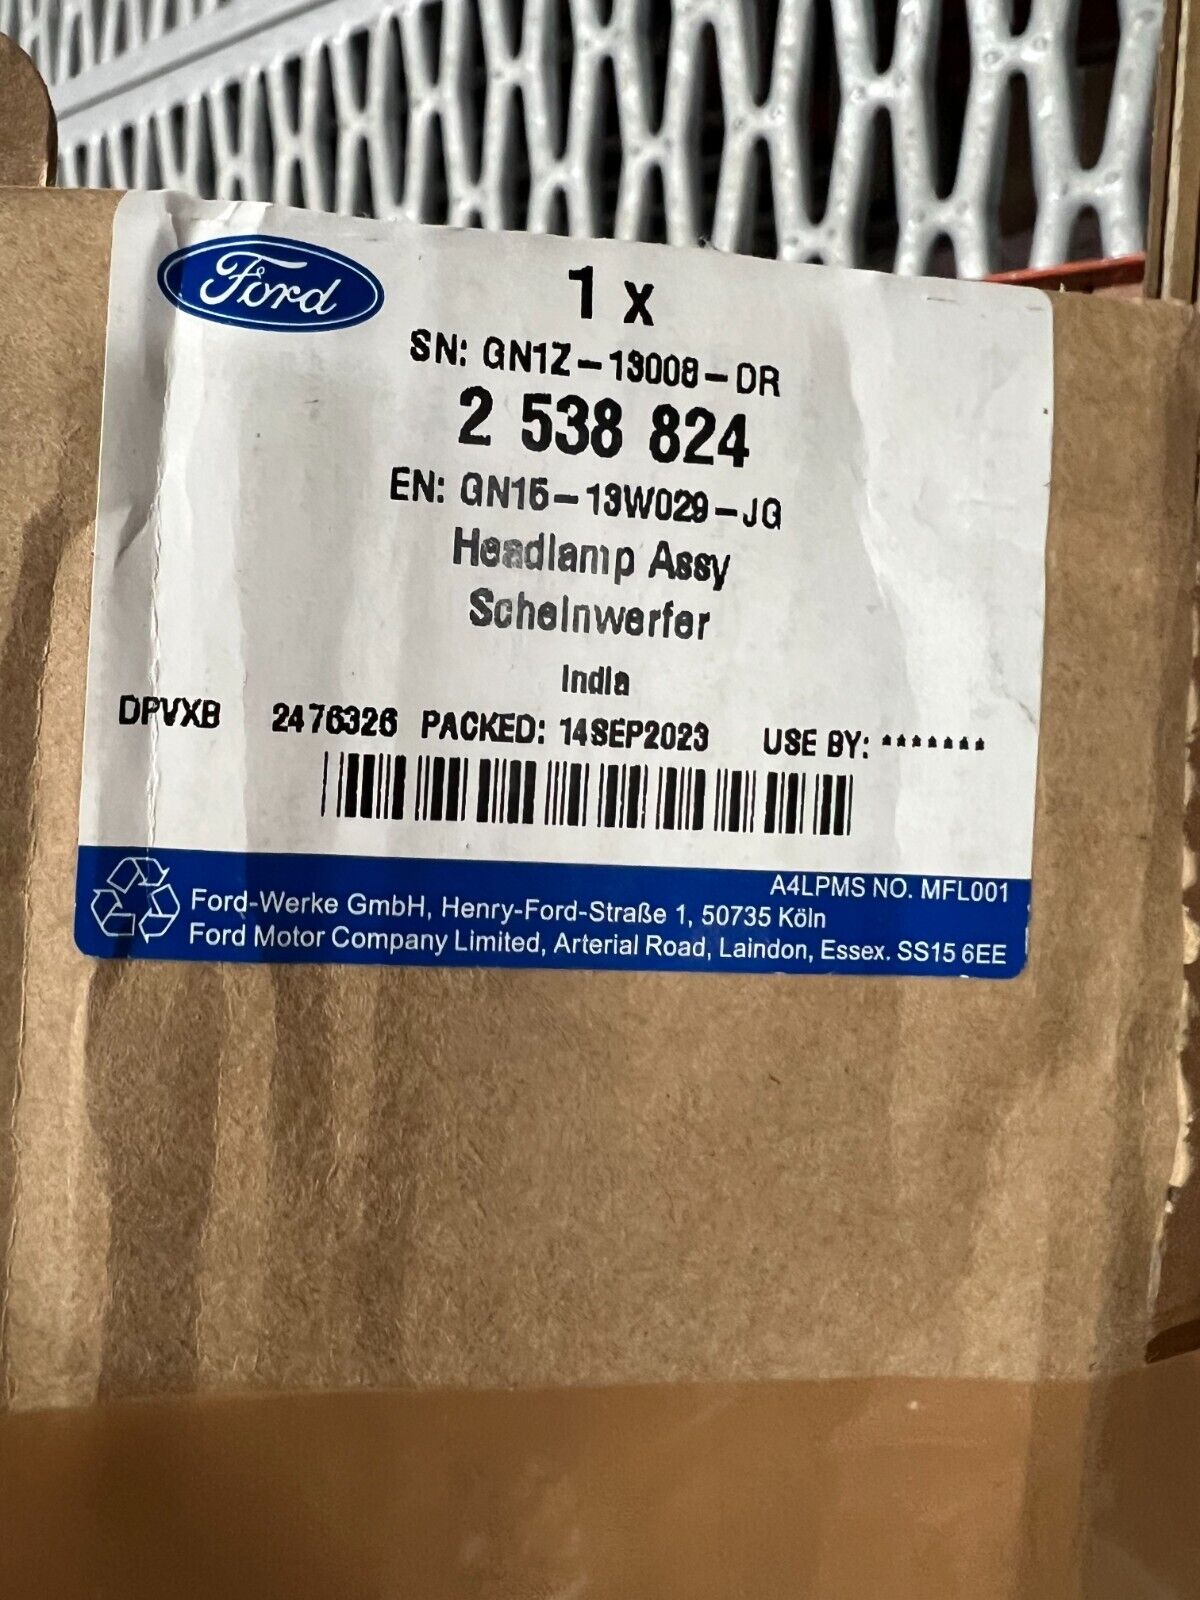 Ford
1 x
SN: GN1Z-13008-DR
2 538 824
EN: GN15-13W029-JG
Headlamp Assy
Scheinwerfer
India
DPVXB 2476326 PACKED: 14SEP2023 USE BY: *******
A4LPMS NO. MFL001
Ford-Werke GmbH, Henry-Ford-Straße 1, 50735 Köln
Ford Motor Company Limited, Arterial Road, Laindon, Essex. SS15 6EE